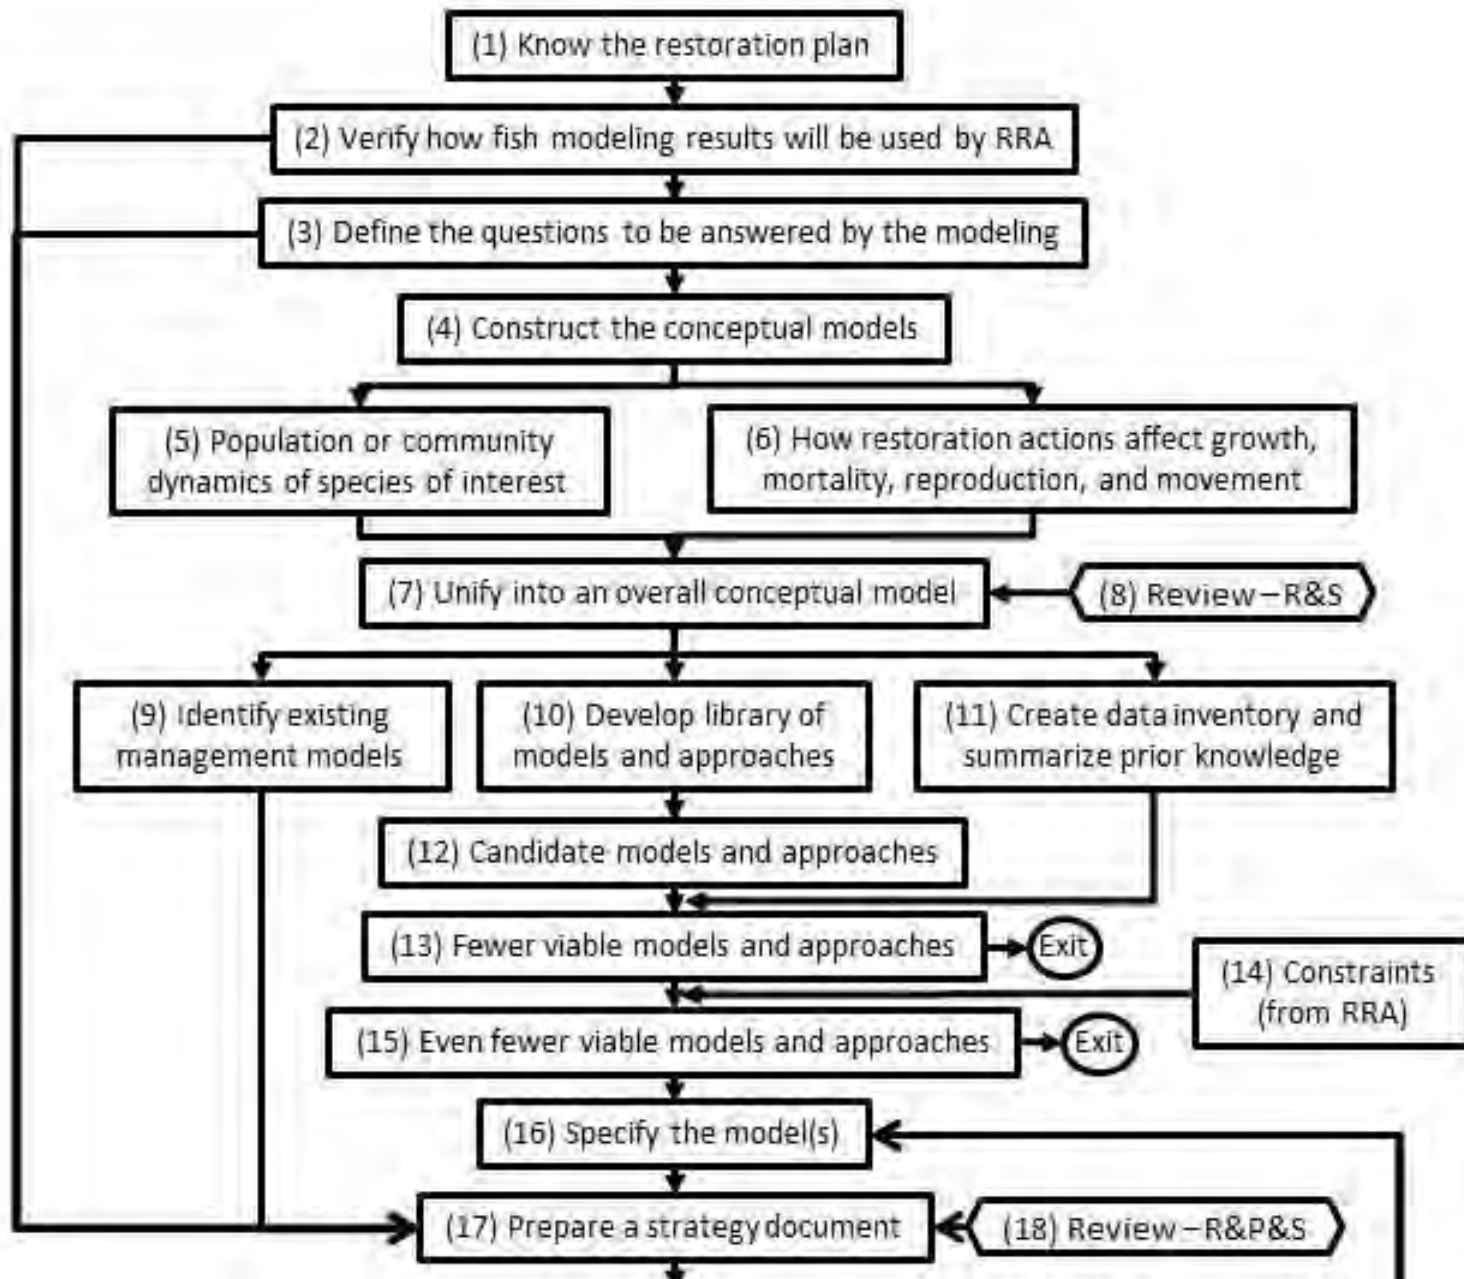 (1) Know the restoration plan
(2) Verify how fish modeling results will be used by RRA
(3) Define the questions to be answered by the modeling
(4) Construct the conceptual models
(5) Population or community
dynamics of species of interest
(6) How restoration actions affect growth,
mortality, reproduction, and movement
(7) Unify into an overall conceptual model
(8) Review – R&S
(9) Identify existing
management models
(10) Develop library of
models and approaches
(11) Create data inventory and
summarize prior knowledge
(12) Candidate models and approaches
(13) Fewer viable models and approaches
Exit
(14) Constraints
(from RRA)
(15) Even fewer viable models and approaches
Exit
(16) Specify the model(s)
(17) Prepare a strategy document
(18) Review – R&P&S